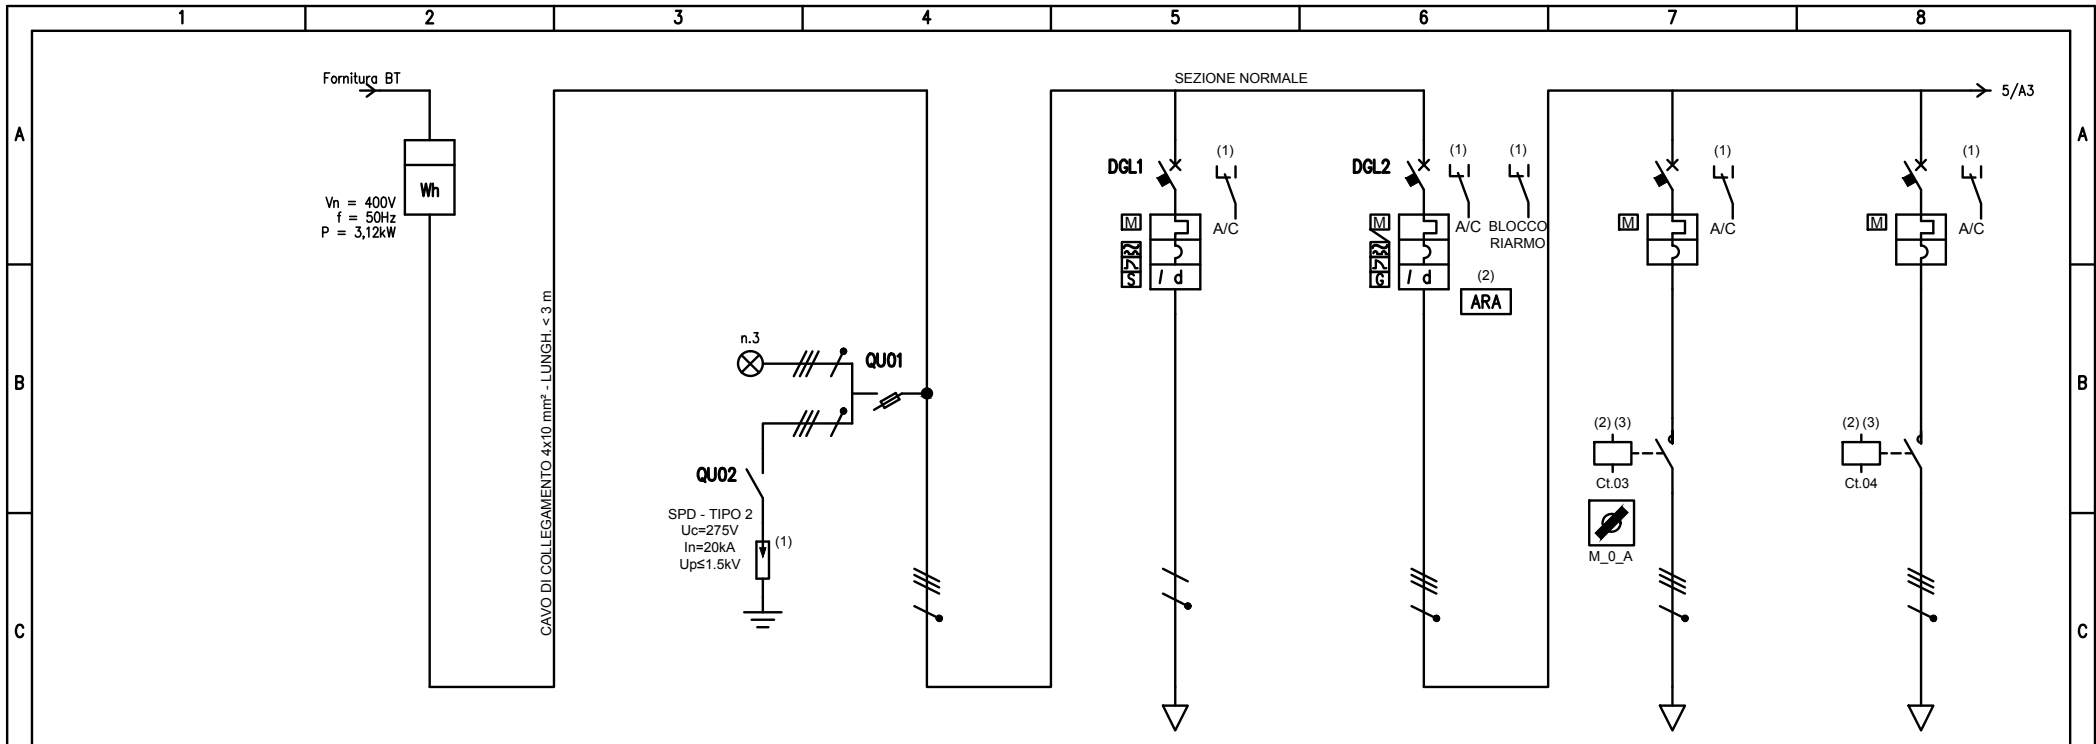 1 2 3 4 5 6 7 8
Fornitura BT
SEZIONE NORMALE
5/A3
A
A
Wh
Vn = 400V
f = 50Hz
P = 3,12kW
DGL1
(1)
A/C
M
S
I d
DGL2
(1)
(1)
A/C
BLOCCO
RIARMO
M
G
I d
(2)
ARA
(1)
M
A/C
(1)
M
A/C
CAVO DI COLLEGAMENTO 4x10 mm² - LUNGH. < 3 m
B
B
n.3
QU01
QU02
SPD - TIPO 2
Uc=275V
In=20kA
Up≤1.5kV
(1)
(2) (3)
Ct.03
M_0_A
(2) (3)
Ct.04
C
C